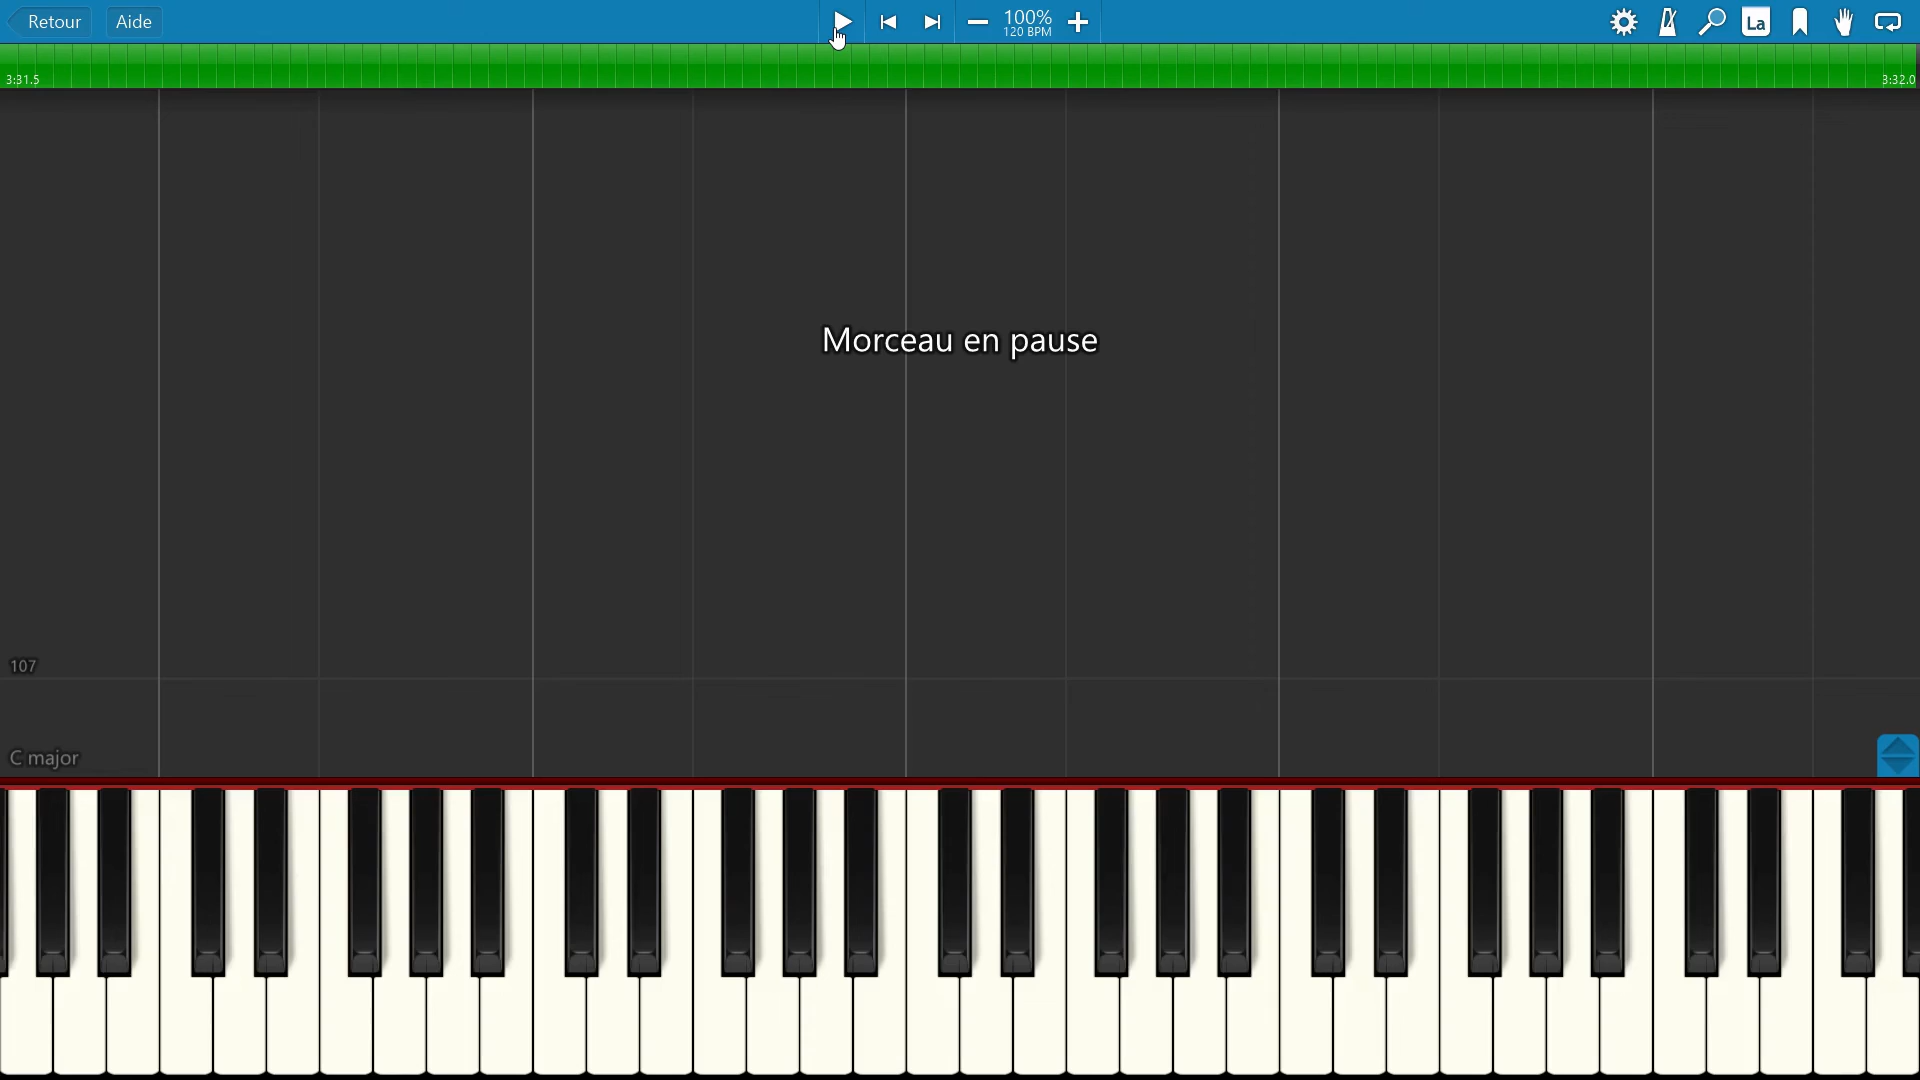 Retour
Aide
100%
120 BPM
La
3:31.5
3:32.0
Morceau en pause
107
C major